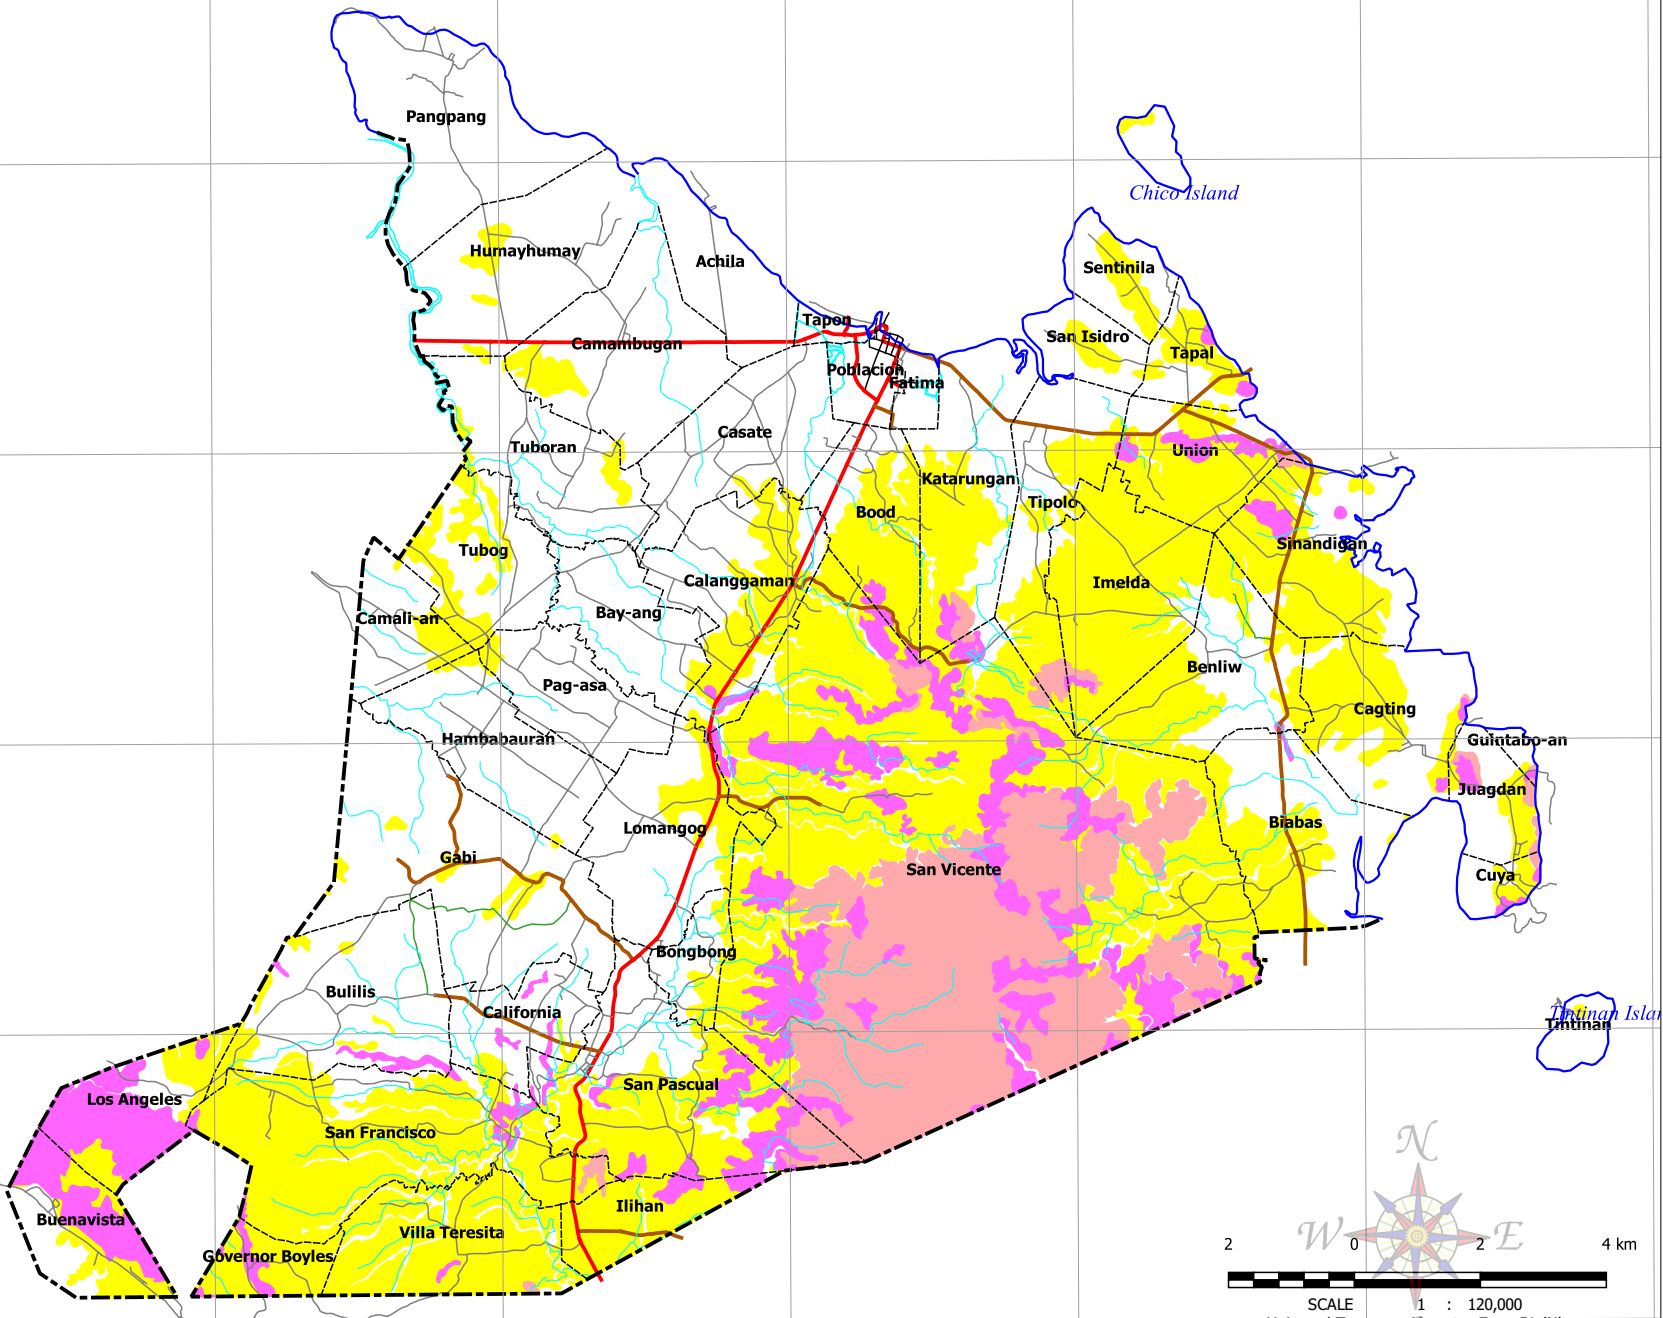 Pangpang
Chico Island
Humayhumay
Achila
Sentinila
Tapon
San Isidro
Camambugan
Tapal
Poblacion
Fatima
Casate
Tuboran
Union
Katarungan
Tipolo
Bood
Sinandigan
Tubog
Calanggaman
Imelda
Bay-ang
Camali-an
Benliw
Pag-asa
Cagting
Hambabauran
Guintabo-an
Juagdan
Lomangog
Biabas
Gabi
San Vicente
Cuya
Bongbong
Bulilis
California
Tintinan Islan
Tintinan
San Pascual
Los Angeles
San Francisco
N
Ilihan
Buenavista
Villa Teresita
W E
Governor Boyles
2 0 2 4 km
SCALE 1 : 120,000